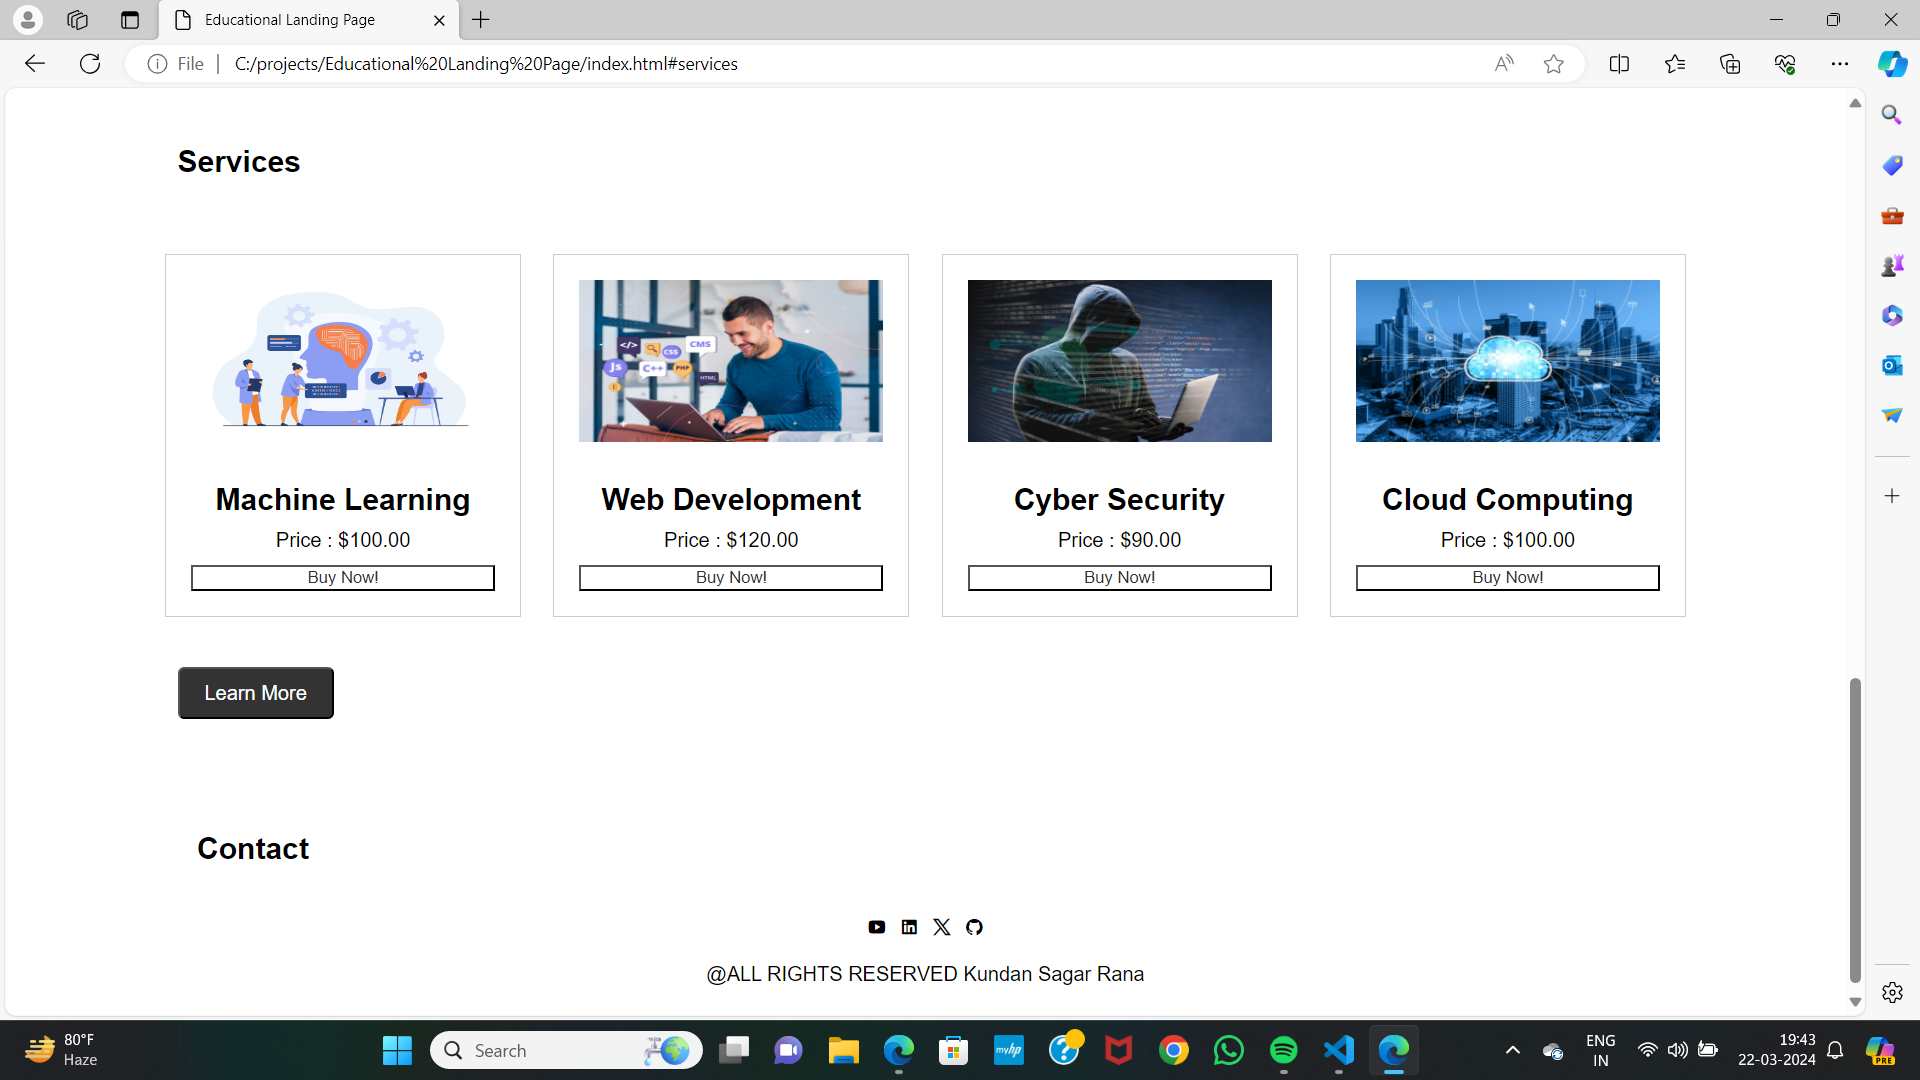 Educational Landing Page
File
C:/projects/Educational%20Landing%20Page/index.html#services
Services
</>
CSS
CMS
Js
C++
PHP
HTML
Machine Learning
Web Development
Cyber Security
Cloud Computing
Price : $100.00
Price : $120.00
Price : $90.00
Price : $100.00
Buy Now!
Buy Now!
Buy Now!
Buy Now!
Learn More
Contact
@ALL RIGHTS RESERVED Kundan Sagar Rana
80°F
Haze
Search
myhp
ENG
IN
19:43
22-03-2024
PRE